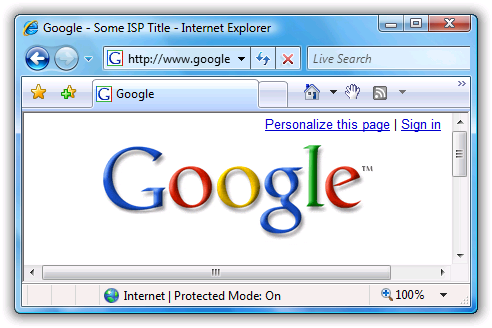 Google - Some ISP Title - Internet Explorer
http://www.google
Live Search
Google
Personalize this page | Sign in
Google™
Internet | Protected Mode: On
100%